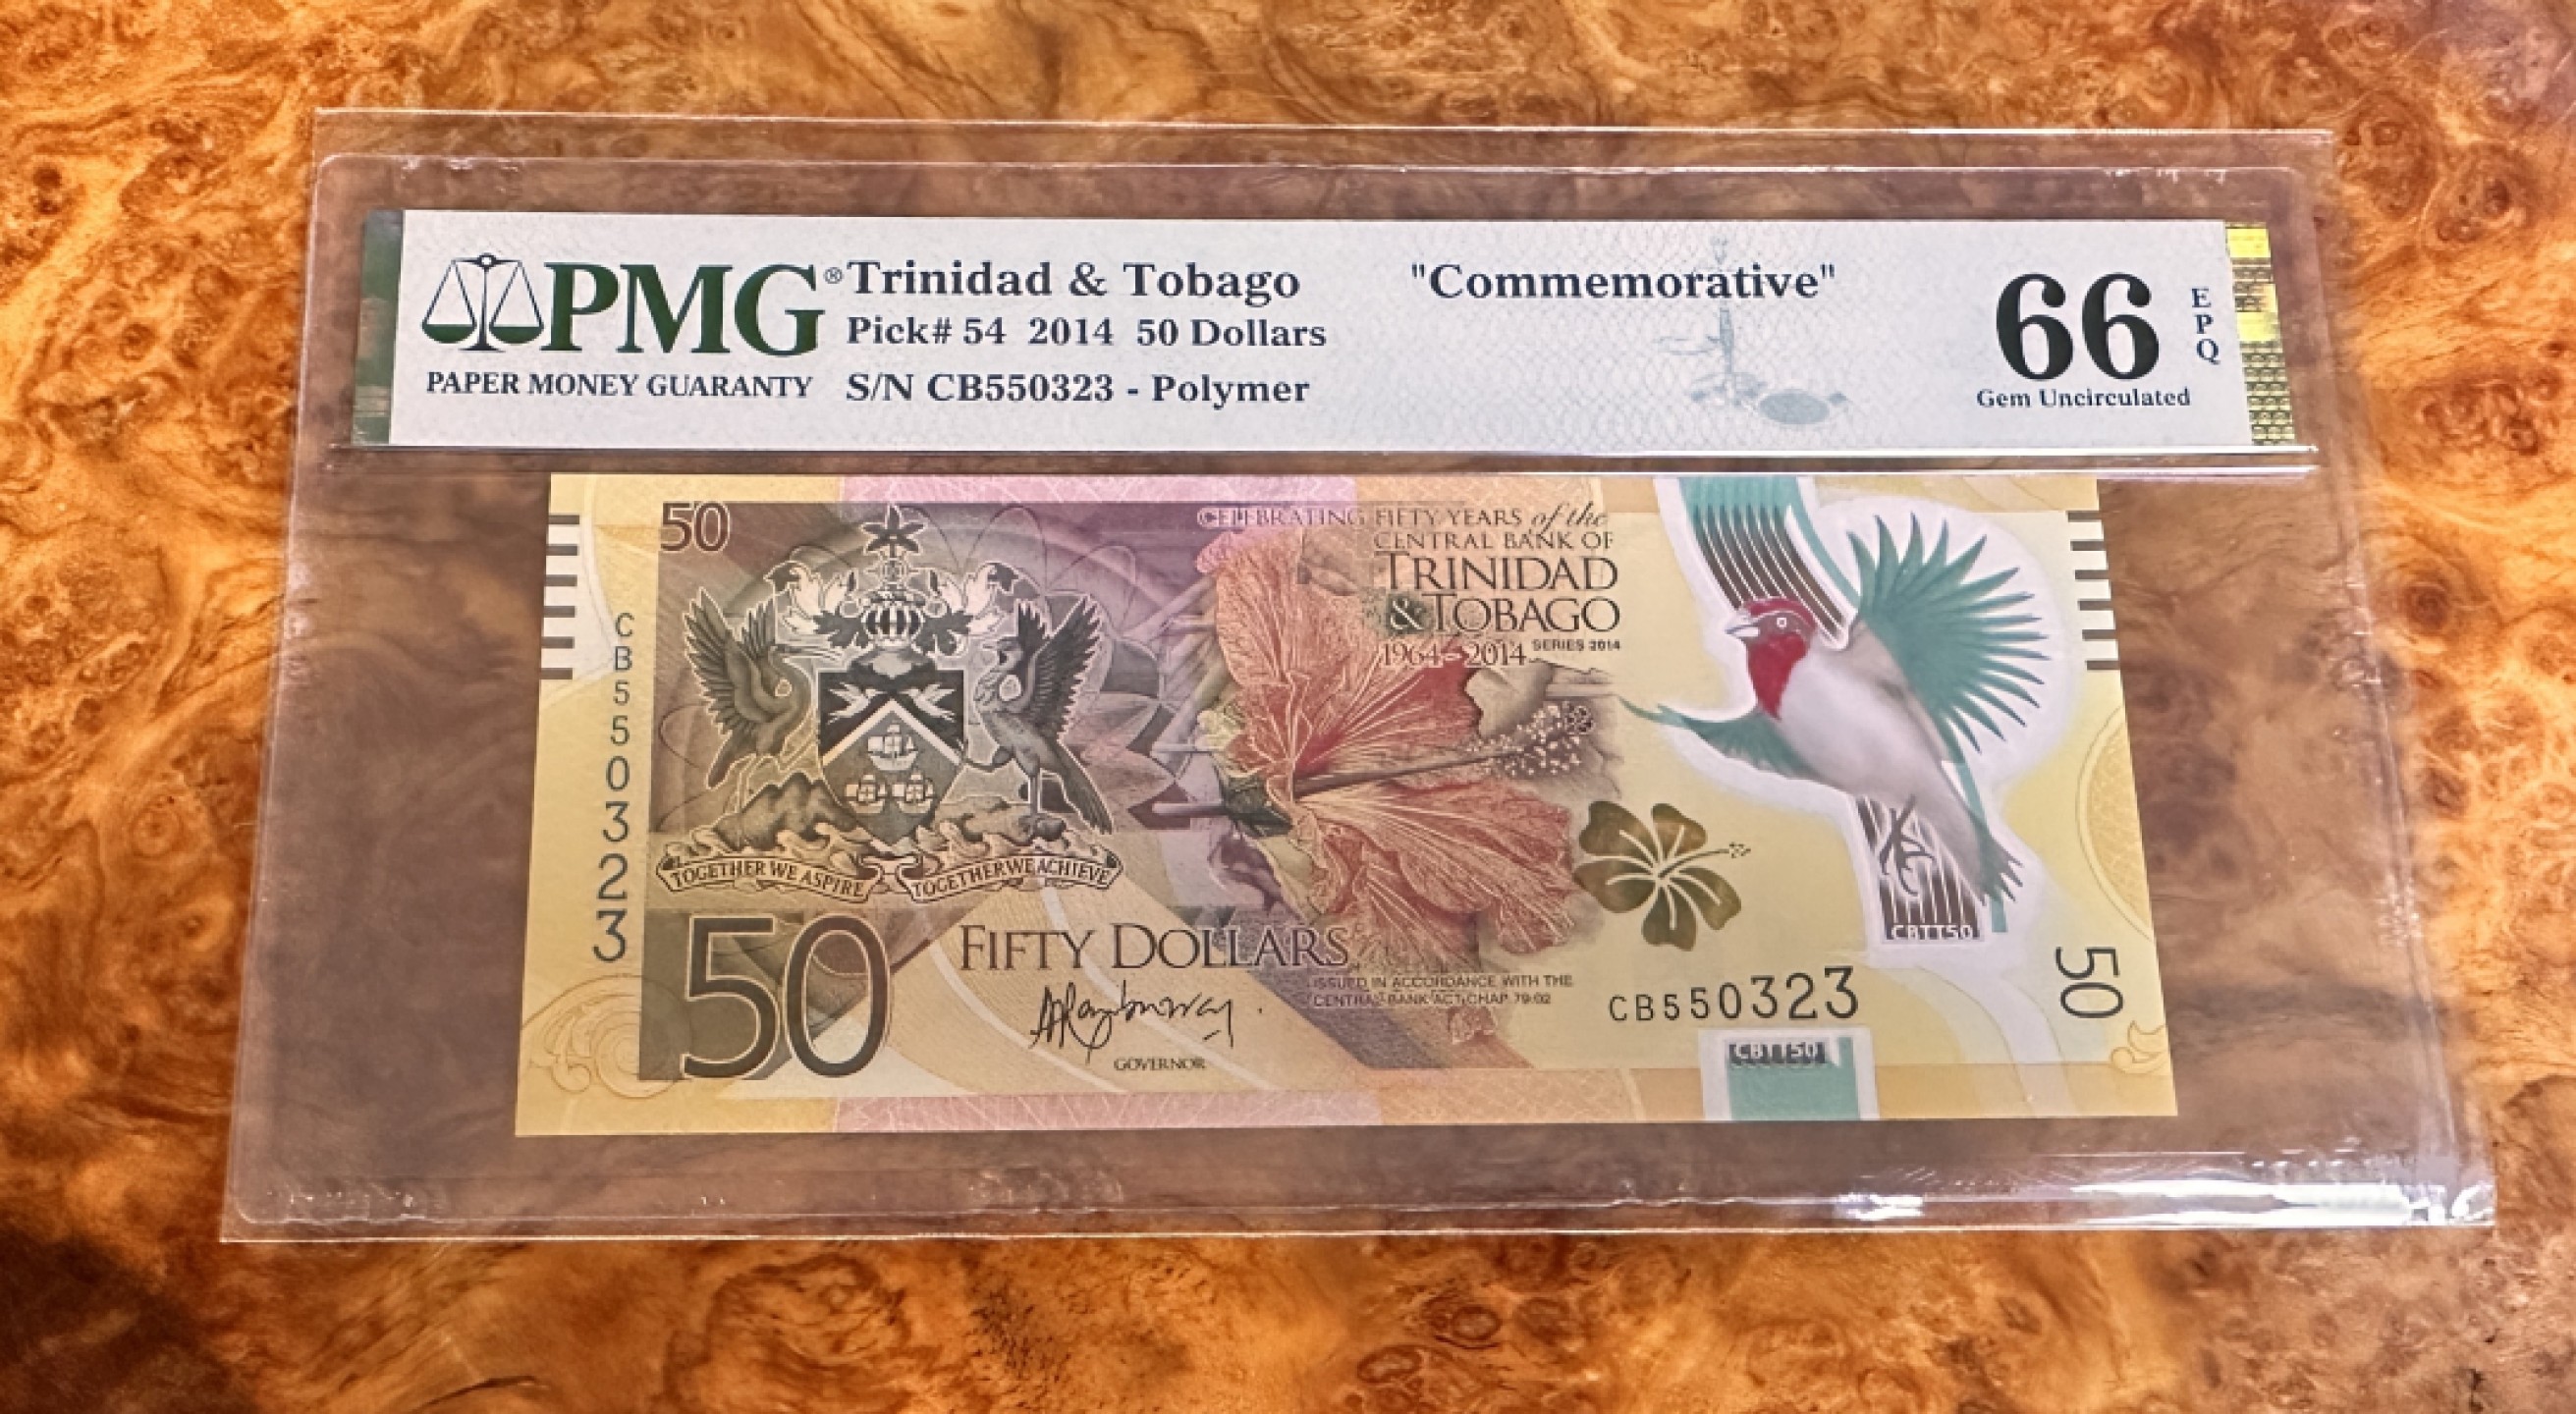 PMG® 
PAPER MONEY GUARANTY
Trinidad & Tobago
Pick# 54 2014 50 Dollars
S/N CB550323 - Polymer
"Commemorative"
66
EPQ
Gem Uncirculated
50
CELEBRATING FIFTY YEARS of the
CENTRAL BANK OF
TRINIDAD
& TOBAGO
1964 - 2014 SERIES 2014
CB550323
TOGETHER WE ASPIRE TOGETHER WE ACHIEVE
50
FIFTY DOLLARS
ISSUED IN ACCORDANCE WITH THE
CENTRAL BANK ACT, CHAP. 79:02
GOVERNOR
CBTT50
CB550323
CBTT50
50